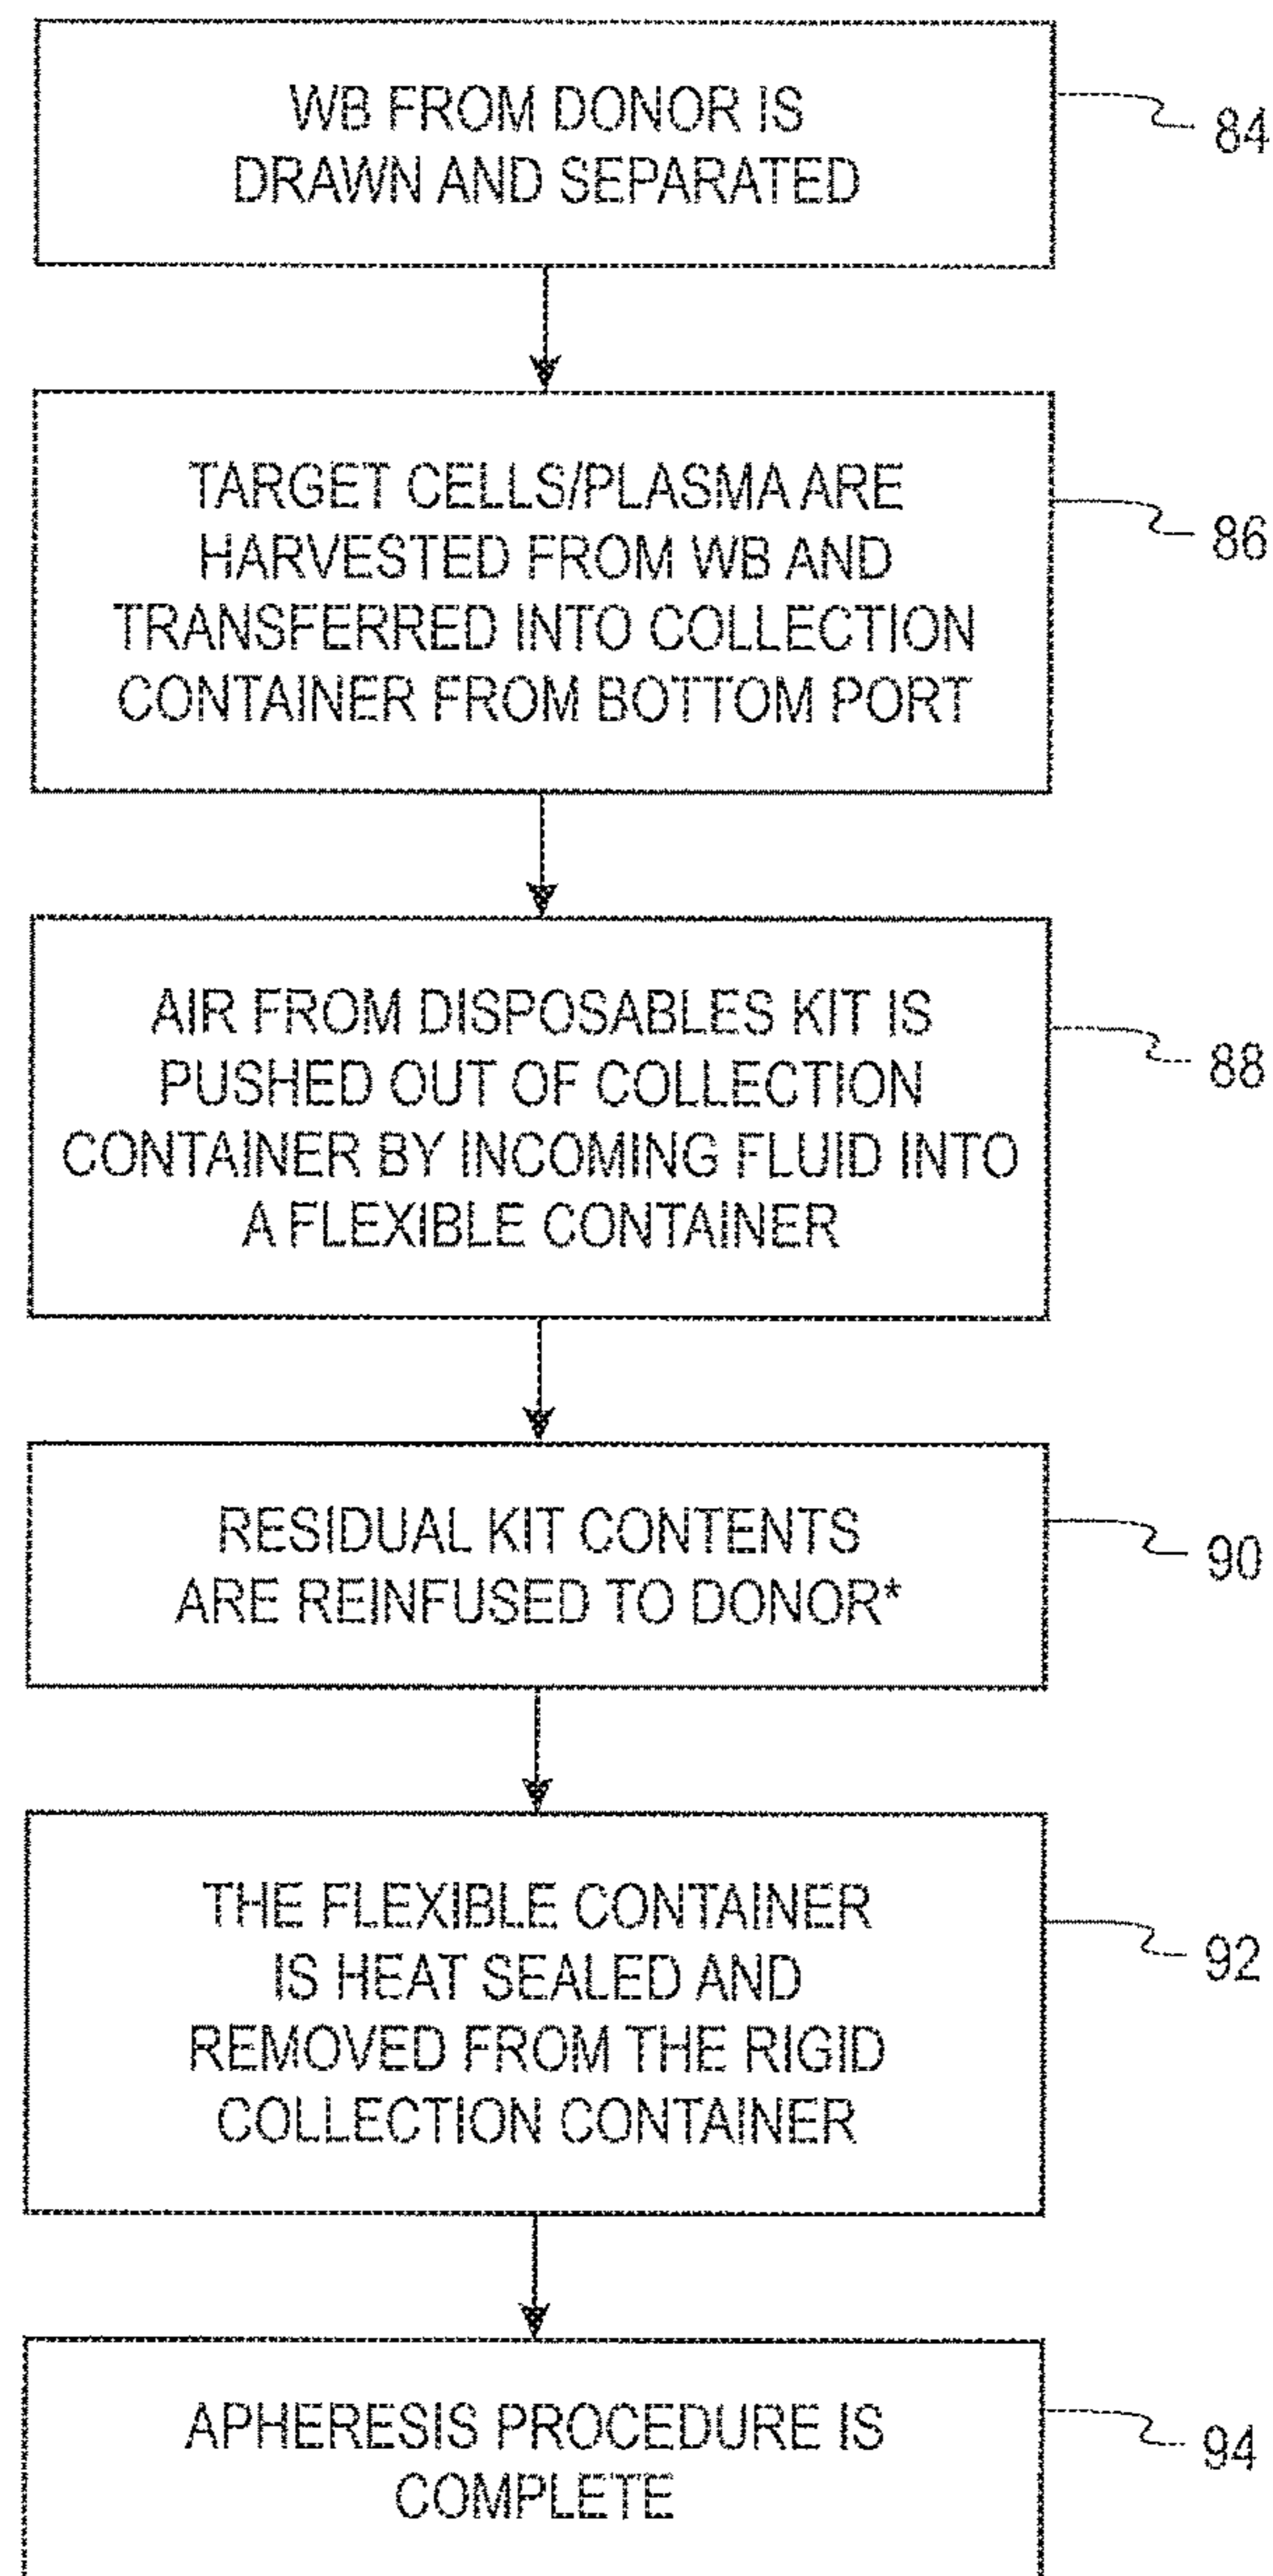 WB FROM DONOR IS
DRAWN AND SEPARATED
84
TARGET CELLS/PLASMA ARE
HARVESTED FROM WB AND
TRANSFERRED INTO COLLECTION
CONTAINER FROM BOTTOM PORT
86
AIR FROM DISPOSABLES KIT IS
PUSHED OUT OF COLLECTION
CONTAINER BY INCOMING FLUID INTO
A FLEXIBLE CONTAINER
88
RESIDUAL KIT CONTENTS
ARE REINFUSED TO DONOR*
90
THE FLEXIBLE CONTAINER
IS HEAT SEALED AND
REMOVED FROM THE RIGID
COLLECTION CONTAINER
92
APHERESIS PROCEDURE IS
COMPLETE
94